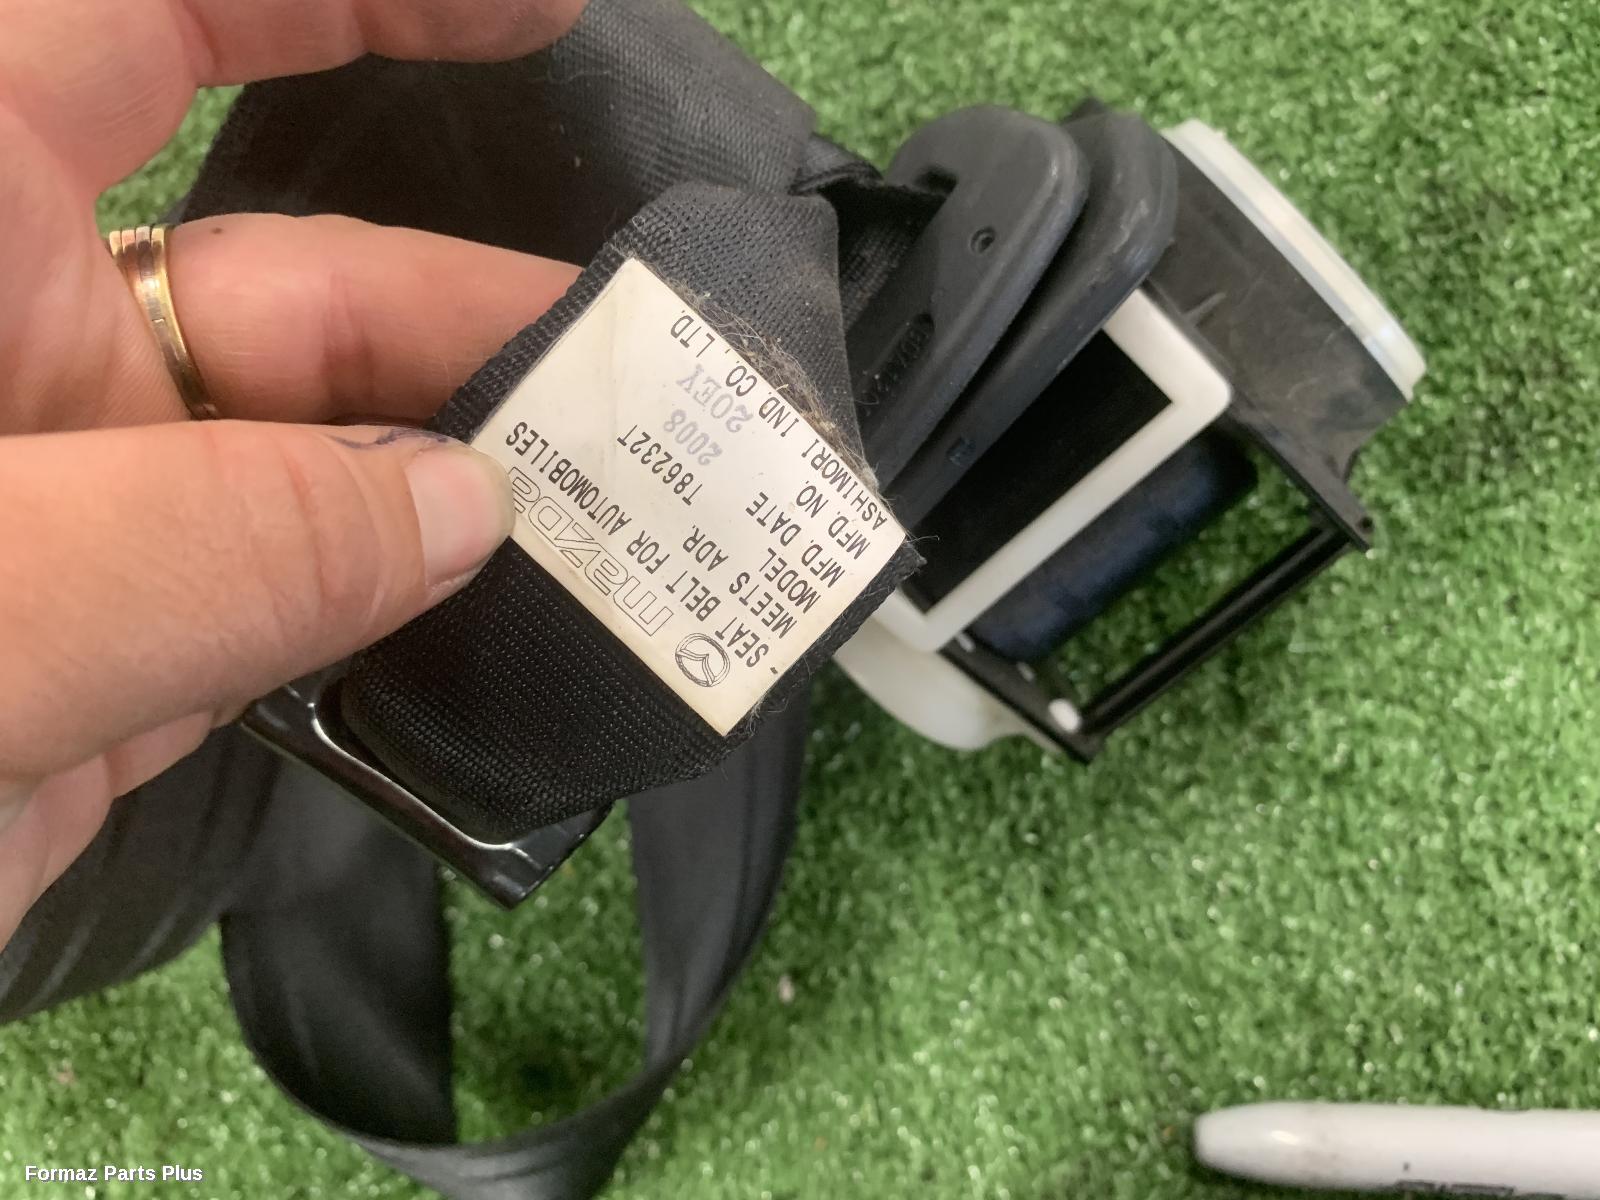 mazda
SEAT BELT FOR AUTOMOBILES
MEETS ADR.
MODEL T86232T
MFD. DATE 2008
MFD. NO. 20EY
ASHIMORI IND. CO., LTD.
Formaz Parts Plus